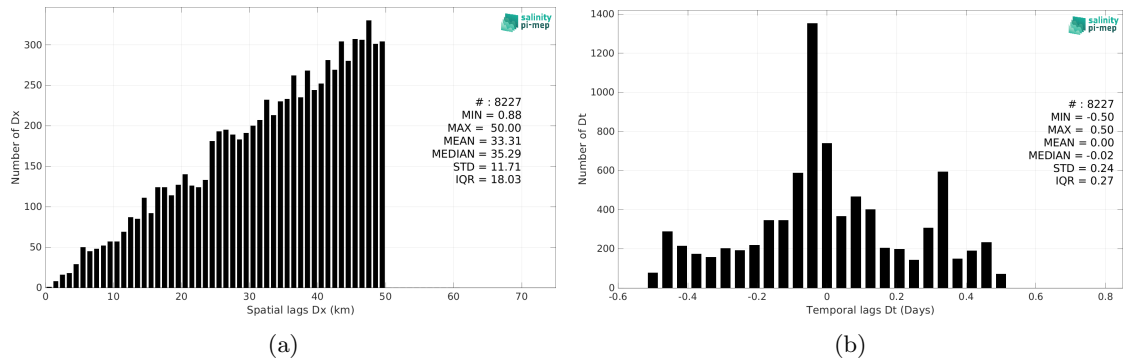 salinity
pi-mep
300
250
200
150
100
50
0
Number of Dx
# : 8227
MIN = 0.88
MAX = 50.00
MEAN = 33.31
MEDIAN = 35.29
STD = 11.71
IQR = 18.03
0 10 20 30 40 50 60 70
Spatial lags Dx (km)
(a)
salinity
pi-mep
1400
1200
1000
800
600
400
200
0
Number of Dt
# : 8227
MIN = -0.50
MAX = 0.50
MEAN = 0.00
MEDIAN = -0.02
STD = 0.24
IQR = 0.27
-0.6 -0.4 -0.2 0 0.2 0.4 0.6 0.8
Temporal lags Dt (Days)
(b)